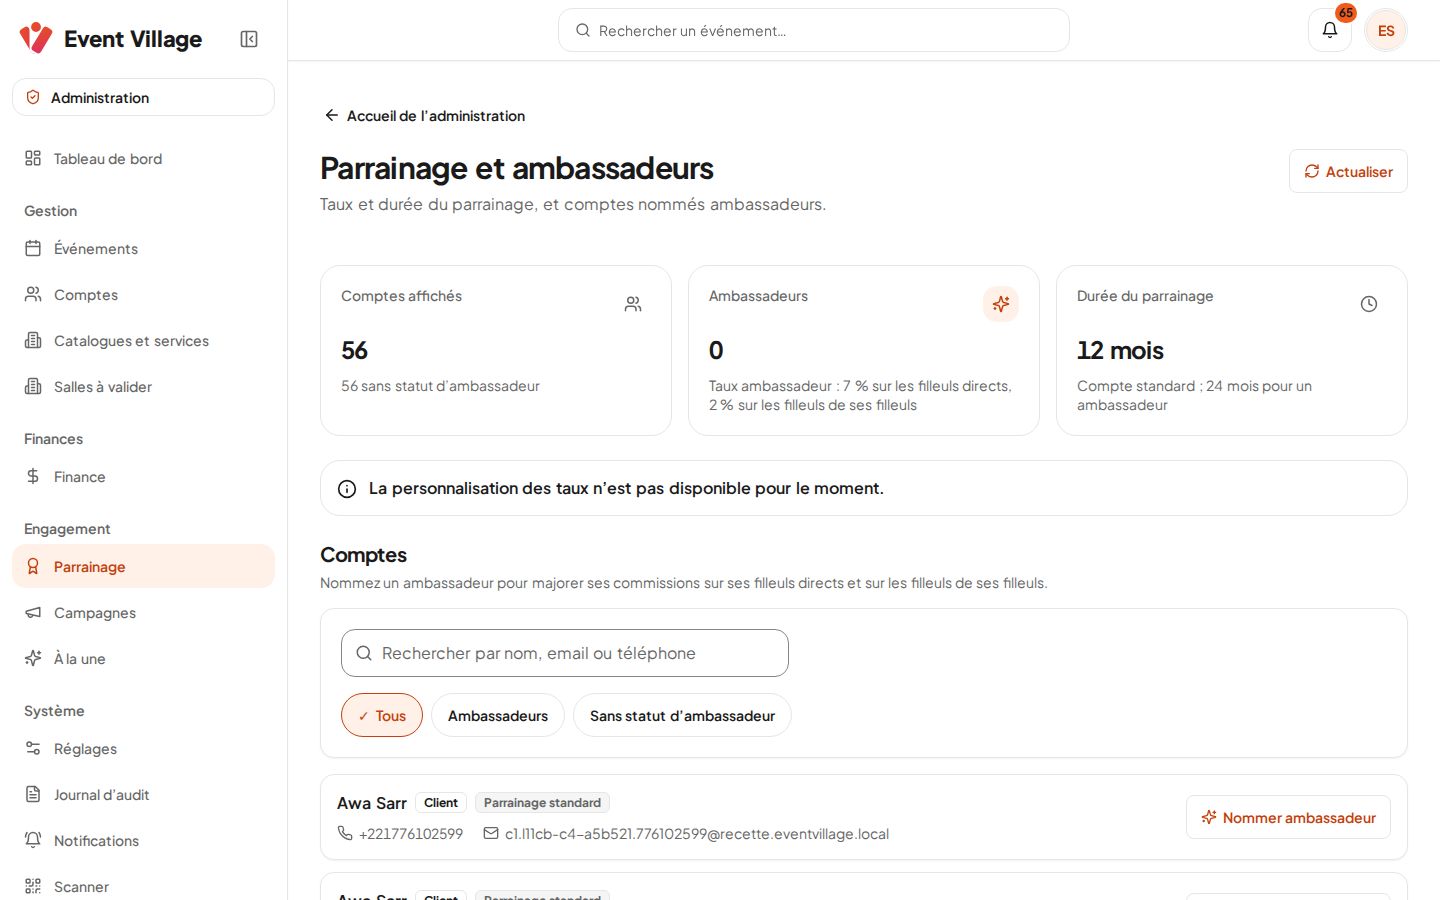 Event Village
Rechercher un événement…
65
ES
Administration
Accueil de l’administration
Tableau de bord
Parrainage et ambassadeurs
Actualiser
Taux et durée du parrainage, et comptes nommés ambassadeurs.
Gestion
Événements
Comptes
Catalogues et services
Salles à valider
Finances
Finance
Engagement
Parrainage
Campagnes
À la une
Système
Réglages
Journal d’audit
Notifications
Scanner
Comptes affichés
56
56 sans statut d’ambassadeur
Ambassadeurs
0
Taux ambassadeur : 7 % sur les filleuls directs,
2 % sur les filleuls de ses filleuls
Durée du parrainage
12 mois
Compte standard ; 24 mois pour un
ambassadeur
La personnalisation des taux n’est pas disponible pour le moment.
Comptes
Nommez un ambassadeur pour majorer ses commissions sur ses filleuls directs et sur les filleuls de ses filleuls.
Rechercher par nom, email ou téléphone
✓ Tous
Ambassadeurs
Sans statut d’ambassadeur
Awa Sarr Client Parrainage standard
+221776102599 c1.l11cb-c4-a5b521.776102599@recette.eventvillage.local
Nommer ambassadeur
Awa Sarr Client Parrainage standard